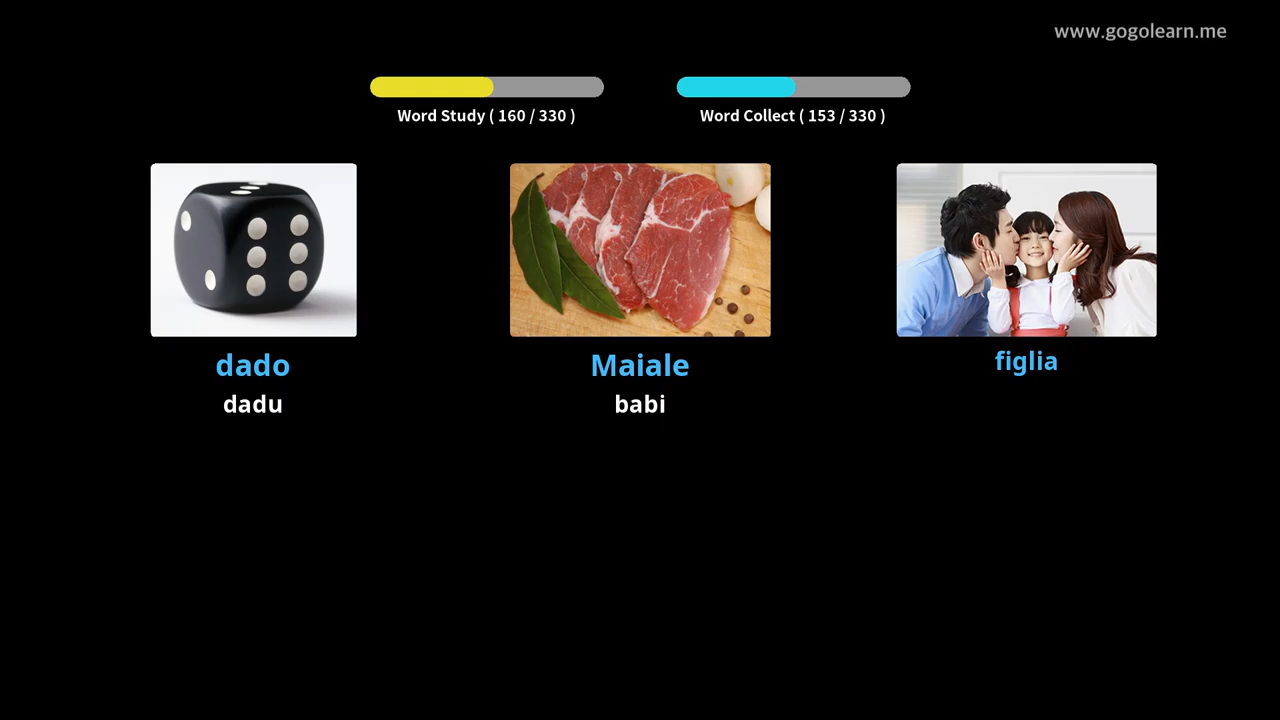 www.gogolearn.me
Word Study ( 160 / 330 )
Word Collect ( 153 / 330 )
dado
Maiale
figlia
dadu
babi